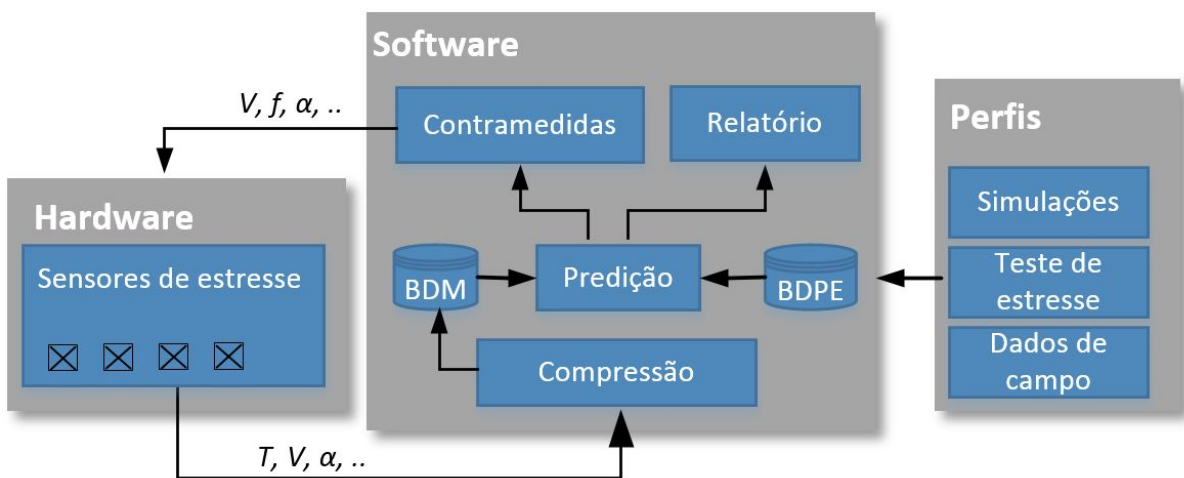 Software
V, f, α, ..
Contramedidas
Relatório
Perfis
Hardware
Simulações
Sensores de estresse
BDM
Predição
BDPE
Teste de
estresse
Compressão
Dados de
campo
T, V, α, ..